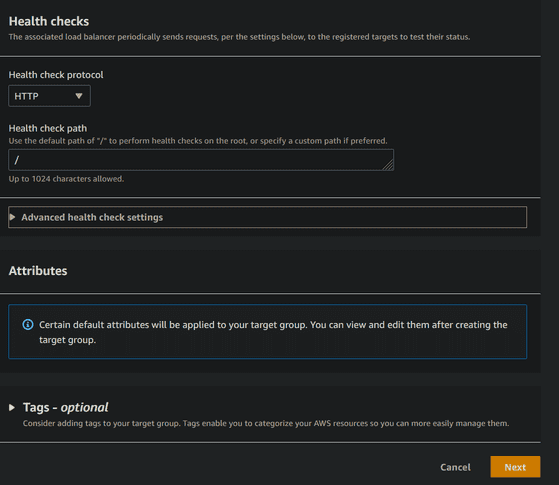 Health checks
The associated load balancer periodically sends requests, per the settings below, to the registered targets to test their status.
Health check protocol
HTTP
Health check path
Use the default path of "/" to perform health checks on the root, or specify a custom path if preferred.
/
Up to 1024 characters allowed.
Advanced health check settings
Attributes
Certain default attributes will be applied to your target group. You can view and edit them after creating the
target group.
Tags - optional
Consider adding tags to your target group. Tags enable you to categorize your AWS resources so you can more easily manage them.
Cancel
Next